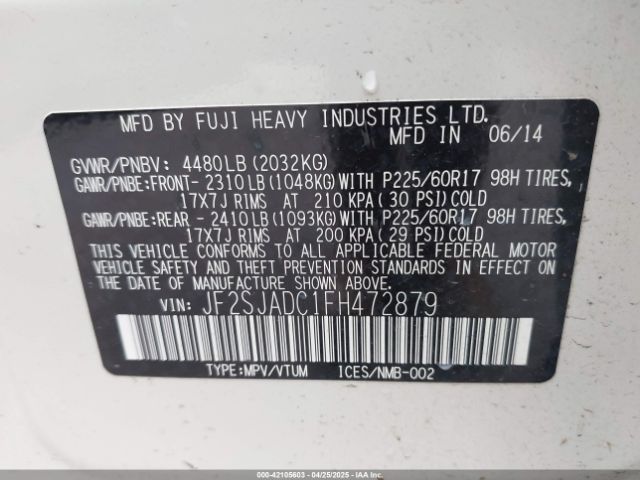 MFD BY FUJI HEAVY INDUSTRIES LTD.
MFD IN 06/14
GVWR/PNBV: 4480LB (2032KG)
GAWR/PNBE:FRONT- 2310LB (1048KG) WITH P225/60R17 98H TIRES,
17X7J RIMS AT 210 KPA ( 30 PSI) COLD
GAWR/PNBE:REAR - 2410LB (1093KG) WITH P225/60R17 98H TIRES,
17X7J RIMS AT 200 KPA ( 29 PSI) COLD
THIS VEHICLE CONFORMS TO ALL APPLICABLE FEDERAL MOTOR
VEHICLE SAFETY AND THEFT PREVENTION STANDARDS IN EFFECT
ON THE DATE OF MANUFACTURE SHOWN ABOVE.
VIN: JF2SJADC1FH472879
TYPE:MPV/VTUM ICES/NMB-002
000-42105603 - 04/25/2025 - IAAI.COM